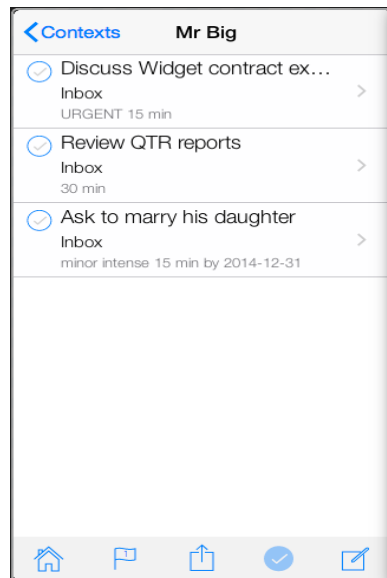 Contexts Mr Big
Discuss Widget contract ex...
Inbox
URGENT 15 min
Review QTR reports
Inbox
30 min
Ask to marry his daughter
Inbox
minor intense 15 min by 2014-12-31